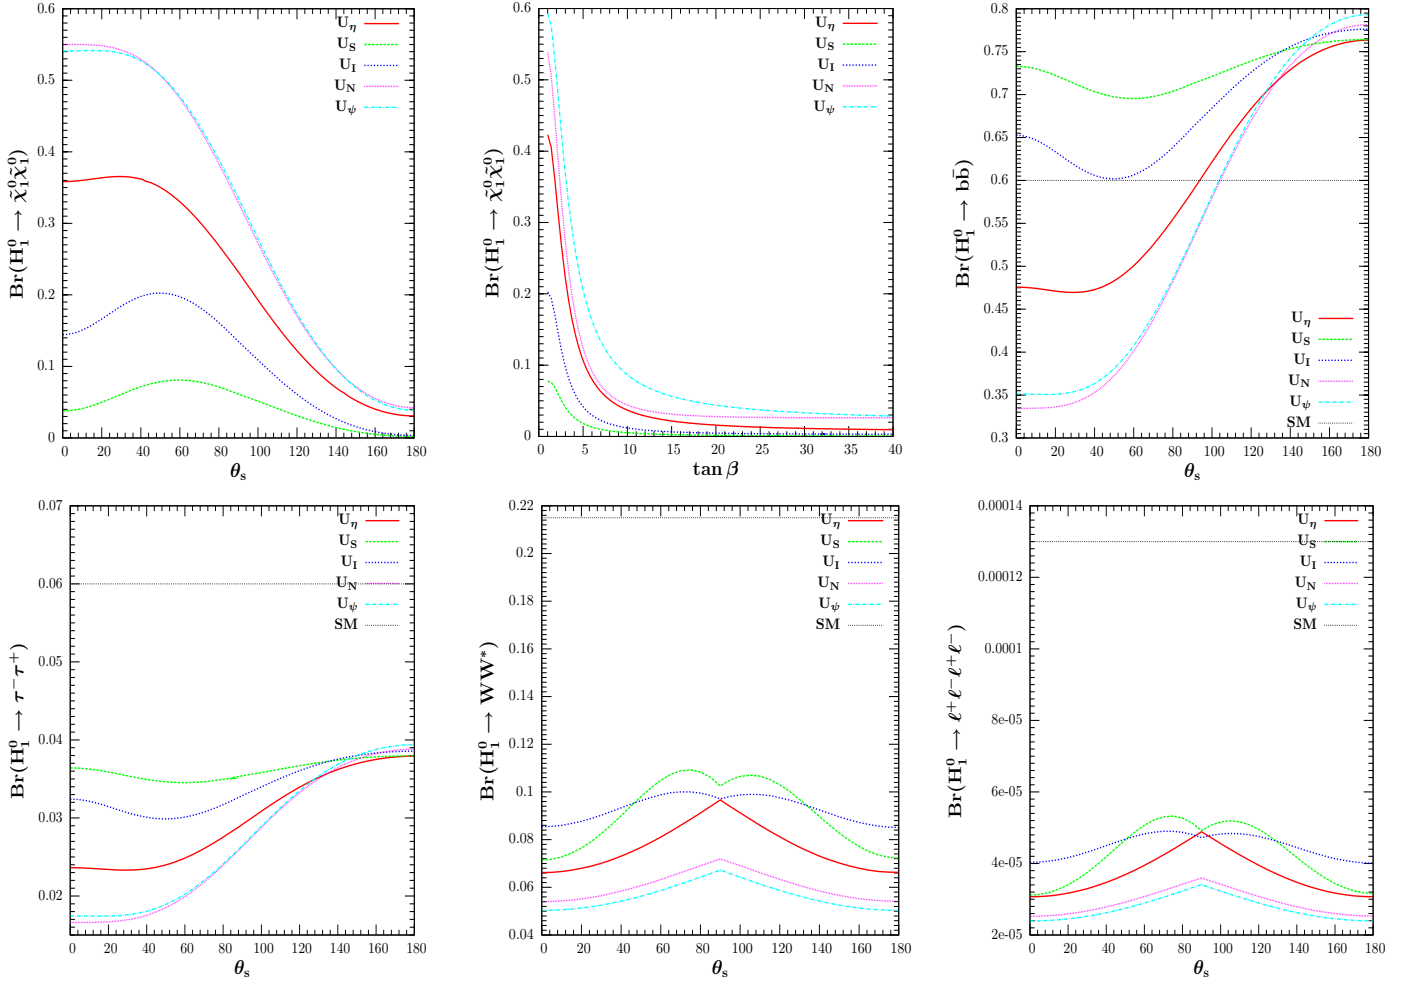 Br(H₁⁰ → χ̃₁⁰χ̃₁⁰)
0.6
0.5
0.4
0.3
0.2
0.1
0
U_η
U_S
U_I
U_N
U_ψ
0 20 40 60 80 100 120 140 160 180
θ_s
Br(H₁⁰ → χ̃₁⁰χ̃₁⁰)
0.6
0.5
0.4
0.3
0.2
0.1
0
U_η
U_S
U_I
U_N
U_ψ
0 5 10 15 20 25 30 35 40
tan β
Br(H₁⁰ → bb̄)
0.8
0.75
0.7
0.65
0.6
0.55
0.5
0.45
0.4
0.35
0.3
U_η
U_S
U_I
U_N
U_ψ
SM
0 20 40 60 80 100 120 140 160 180
θ_s
Br(H₁⁰ → τ⁻τ⁺)
0.07
0.06
0.05
0.04
0.03
0.02
U_η
U_S
U_I
U_N
U_ψ
SM
0 20 40 60 80 100 120 140 160 180
θ_s
Br(H₁⁰ → WW*)
0.22
0.2
0.18
0.16
0.14
0.12
0.1
0.08
0.06
0.04
U_η
U_S
U_I
U_N
U_ψ
SM
0 20 40 60 80 100 120 140 160 180
θ_s
Br(H₁⁰ → ℓ⁺ℓ⁻ℓ⁺ℓ⁻)
0.00014
0.00012
0.0001
8e-05
6e-05
4e-05
2e-05
U_η
U_S
U_I
U_N
U_ψ
SM
0 20 40 60 80 100 120 140 160 180
θ_s